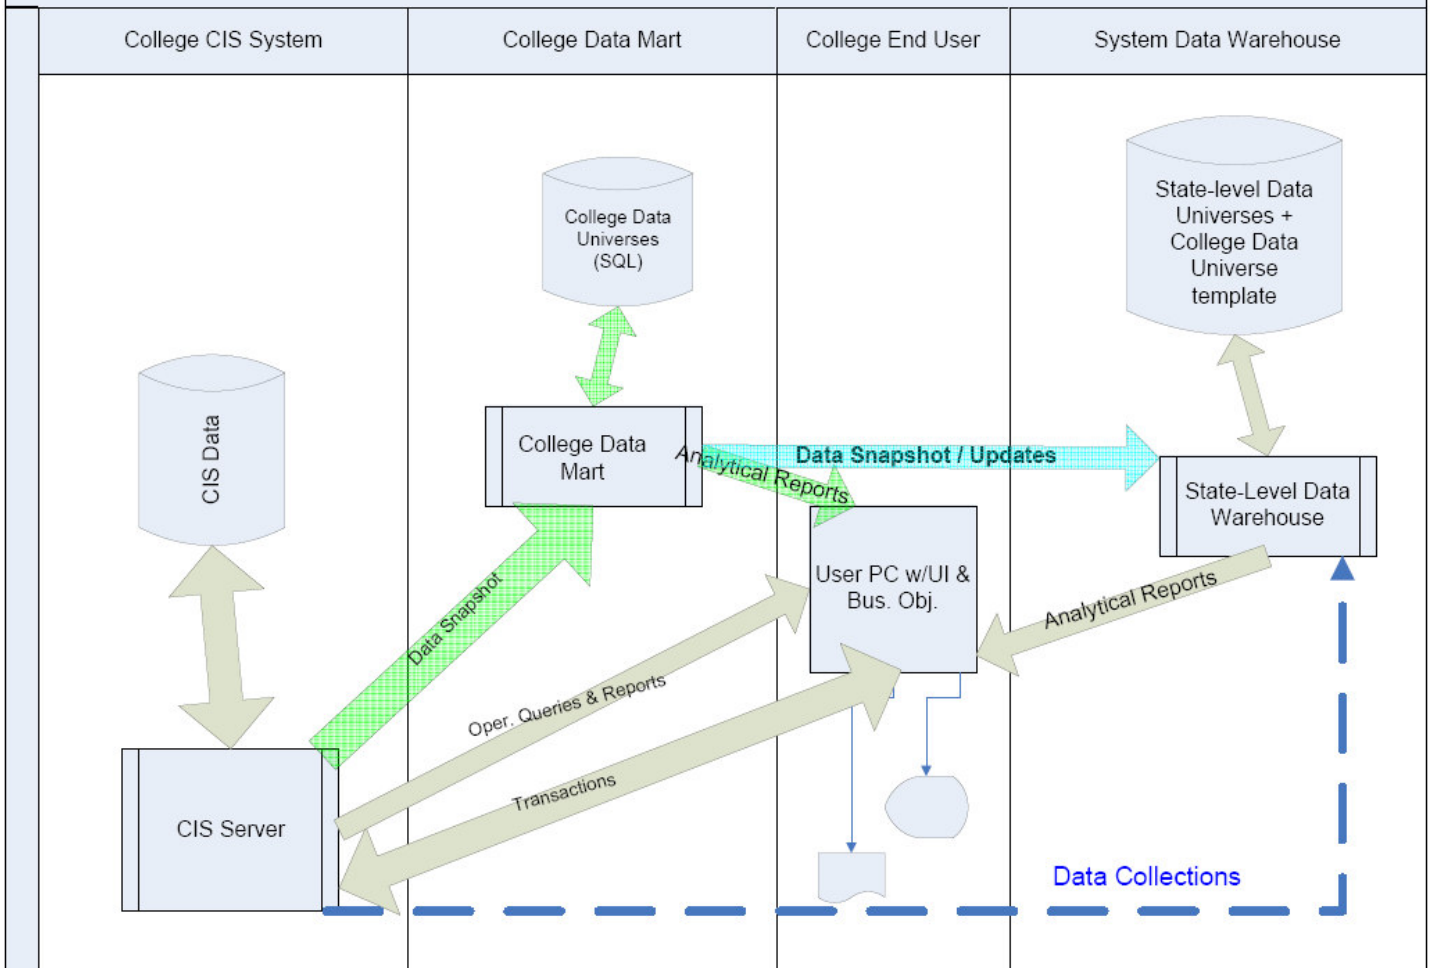 College CIS System
College Data Mart
College End User
System Data Warehouse
State-level Data
Universes +
College Data
Universe
template
College Data
Universes
(SQL)
CIS Data
College Data
Mart
Data Snapshot / Updates
Analytical Reports
State-Level Data
Warehouse
User PC w/UI &
Bus. Obj.
Analytical Reports
Data Snapshot
Oper. Queries & Reports
Transactions
CIS Server
Data Collections